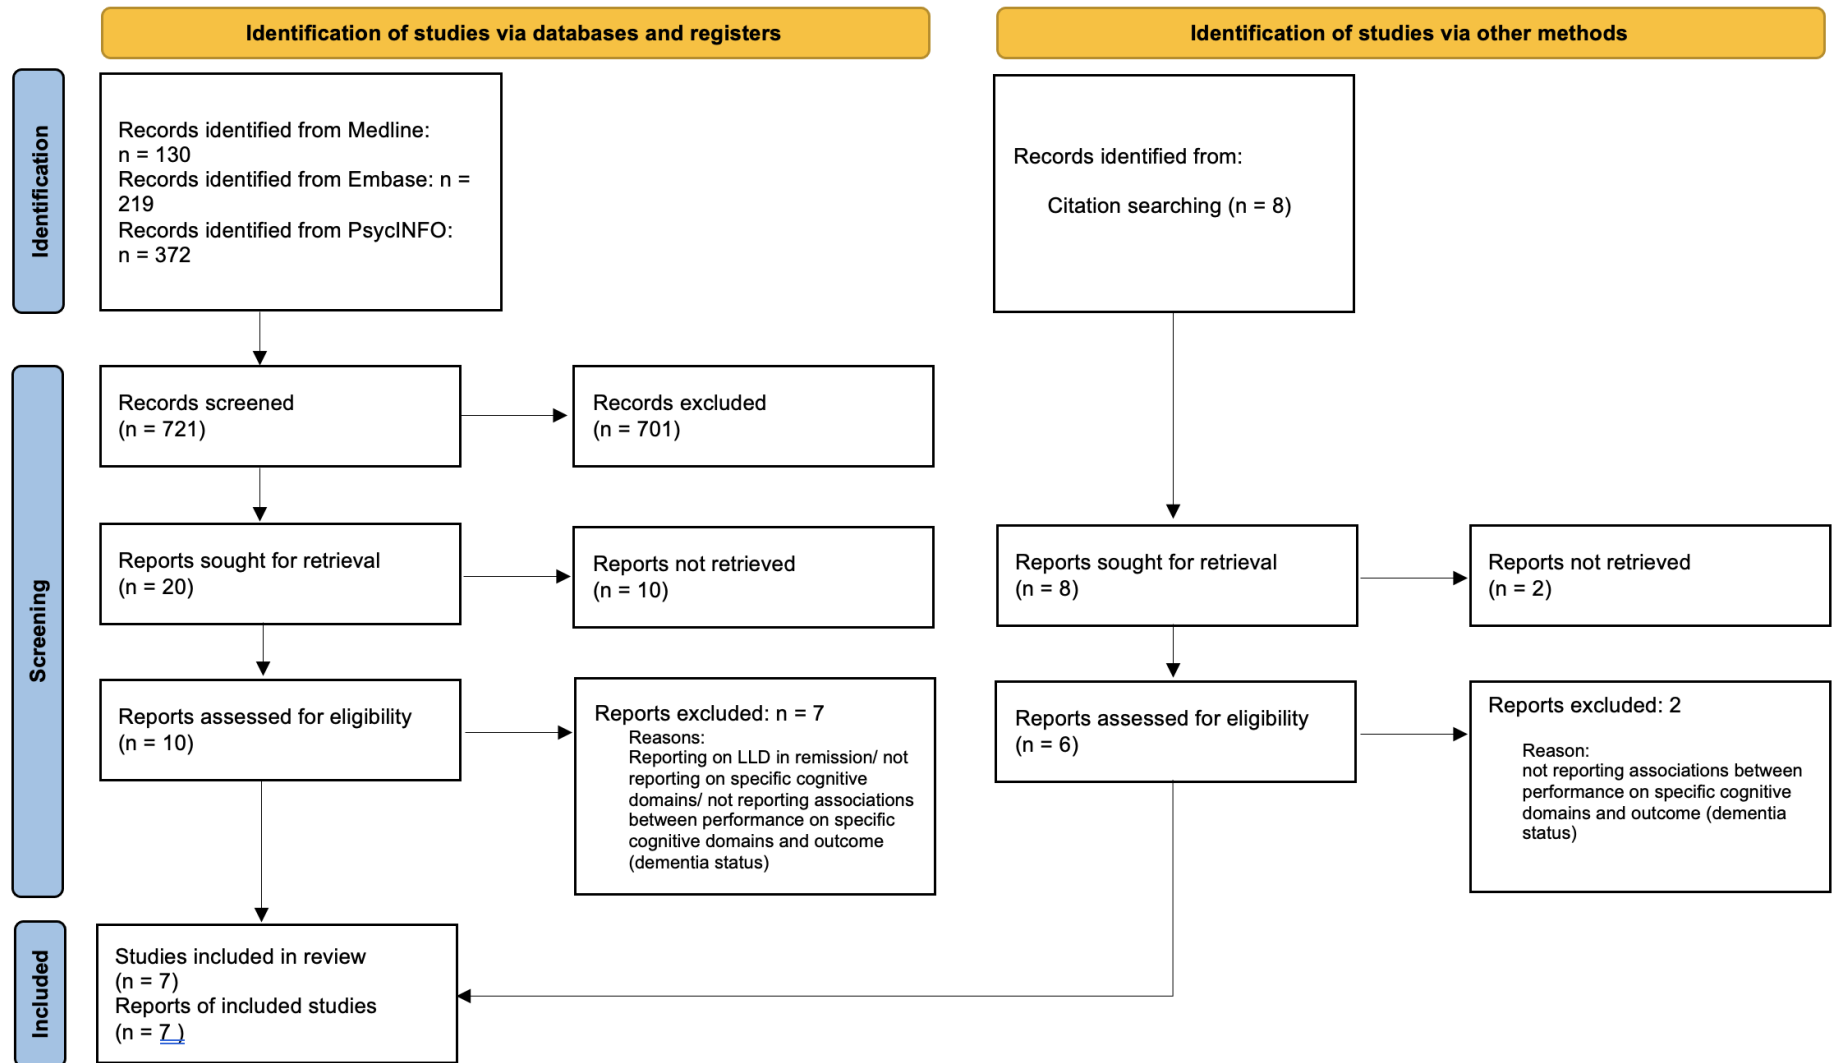 Identification of studies via databases and registers
Identification of studies via other methods
Identification
Records identified from Medline:
n = 130
Records identified from Embase: n =
219
Records identified from PsycINFO:
n = 372
Records identified from:
Citation searching (n = 8)
Screening
Records screened
(n = 721)
Records excluded
(n = 701)
Reports sought for retrieval
(n = 20)
Reports not retrieved
(n = 10)
Reports sought for retrieval
(n = 8)
Reports not retrieved
(n = 2)
Reports assessed for eligibility
(n = 10)
Reports excluded: n = 7
Reasons:
Reporting on LLD in remission/ not
reporting on specific cognitive
domains/ not reporting associations
between performance on specific
cognitive domains and outcome
(dementia status)
Reports assessed for eligibility
(n = 6)
Reports excluded: 2
Reason:
not reporting associations between
performance on specific cognitive
domains and outcome (dementia
status)
Included
Studies included in review
(n = 7)
Reports of included studies
(n = 7 )